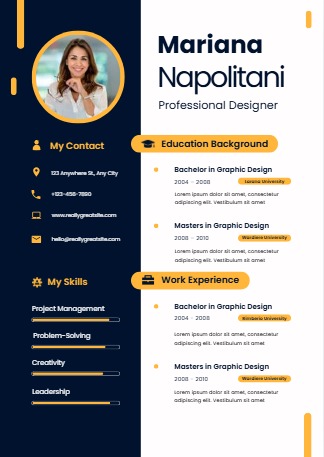 Mariana
Napolitani
Professional Designer
My Contact
123 Anywhere St., Any City
+123-456-7890
www.reallygreatsite.com
hello@reallygreatsite.com
My Skills
Project Management
Problem-Solving
Creativity
Leadership
Education Background
Bachelor in Graphic Design
2004 - 2008
Larana University
Lorem ipsum dolor sit amet, consectetur
adipiscing elit. Vestibulum sit amet
Masters in Graphic Design
2008 - 2010
Wardiere University
Lorem ipsum dolor sit amet, consectetur
adipiscing elit. Vestibulum sit amet
Work Experience
Bachelor in Graphic Design
2004 - 2008
Rimberio University
Lorem ipsum dolor sit amet, consectetur
adipiscing elit. Vestibulum sit amet
Masters in Graphic Design
2008 - 2010
Wardiere University
Lorem ipsum dolor sit amet, consectetur
adipiscing elit. Vestibulum sit amet